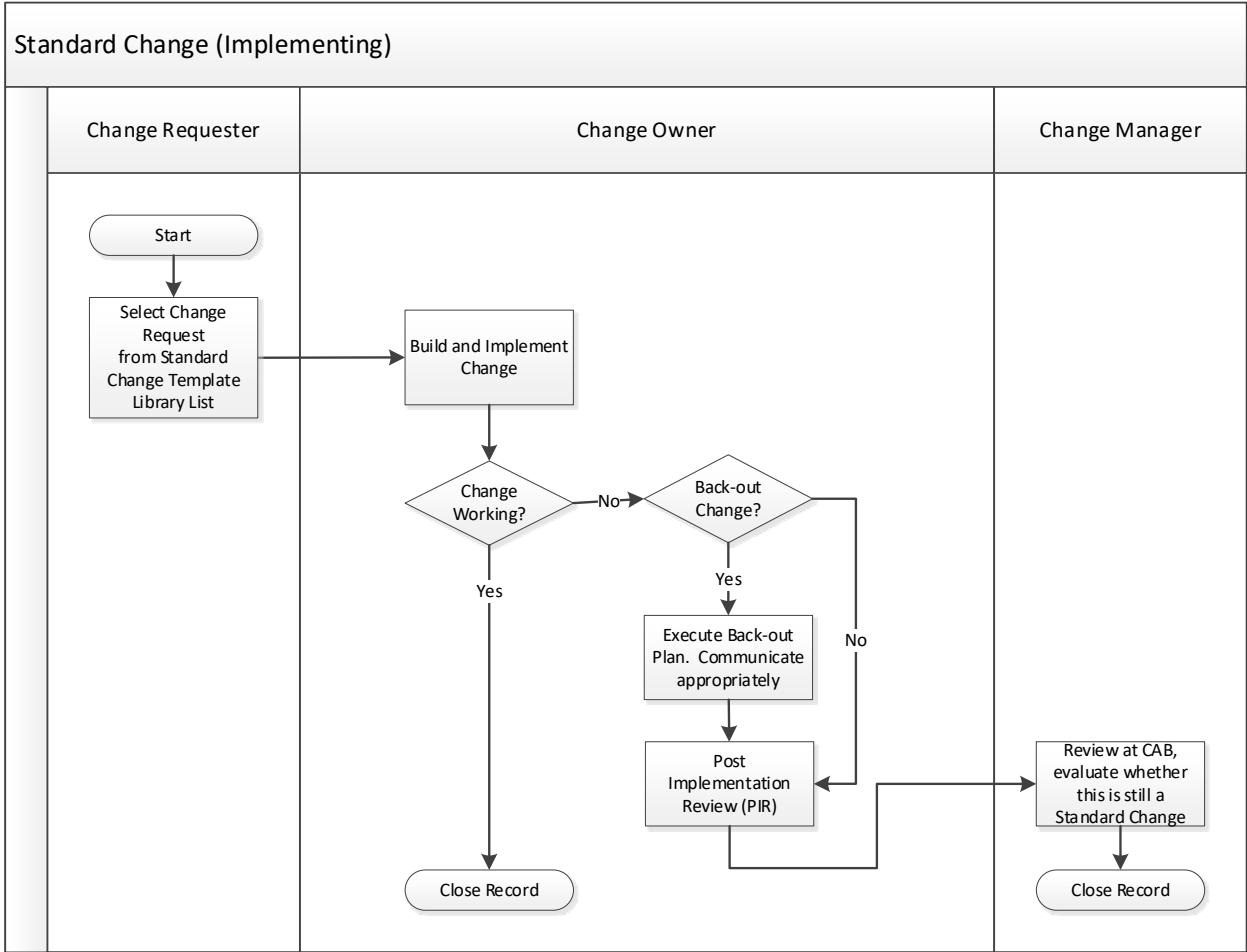 Standard Change (Implementing)
Change Requester
Change Owner
Change Manager
Start
Select Change
Request
from Standard
Change Template
Library List
Build and Implement
Change
Change
Working?
No
Back-out
Change?
Yes
Yes
Execute Back-out
Plan.  Communicate
appropriately
No
Post
Implementation
Review (PIR)
Review at CAB,
evaluate whether
this is still a
Standard Change
Close Record
Close Record